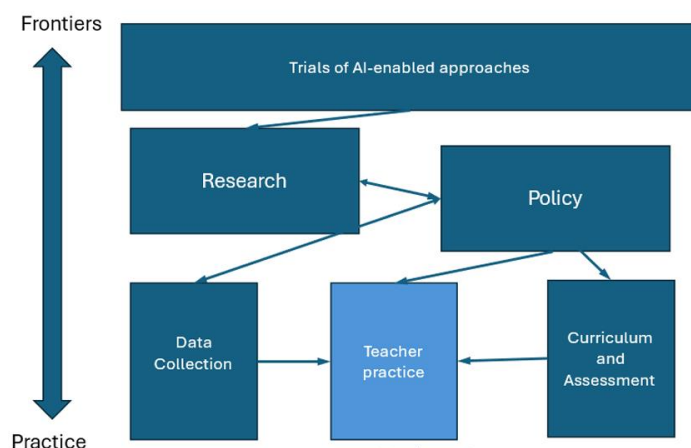 Frontiers
Trials of AI-enabled approaches
Research
Policy
Data
Collection
Teacher
practice
Curriculum
and
Assessment
Practice